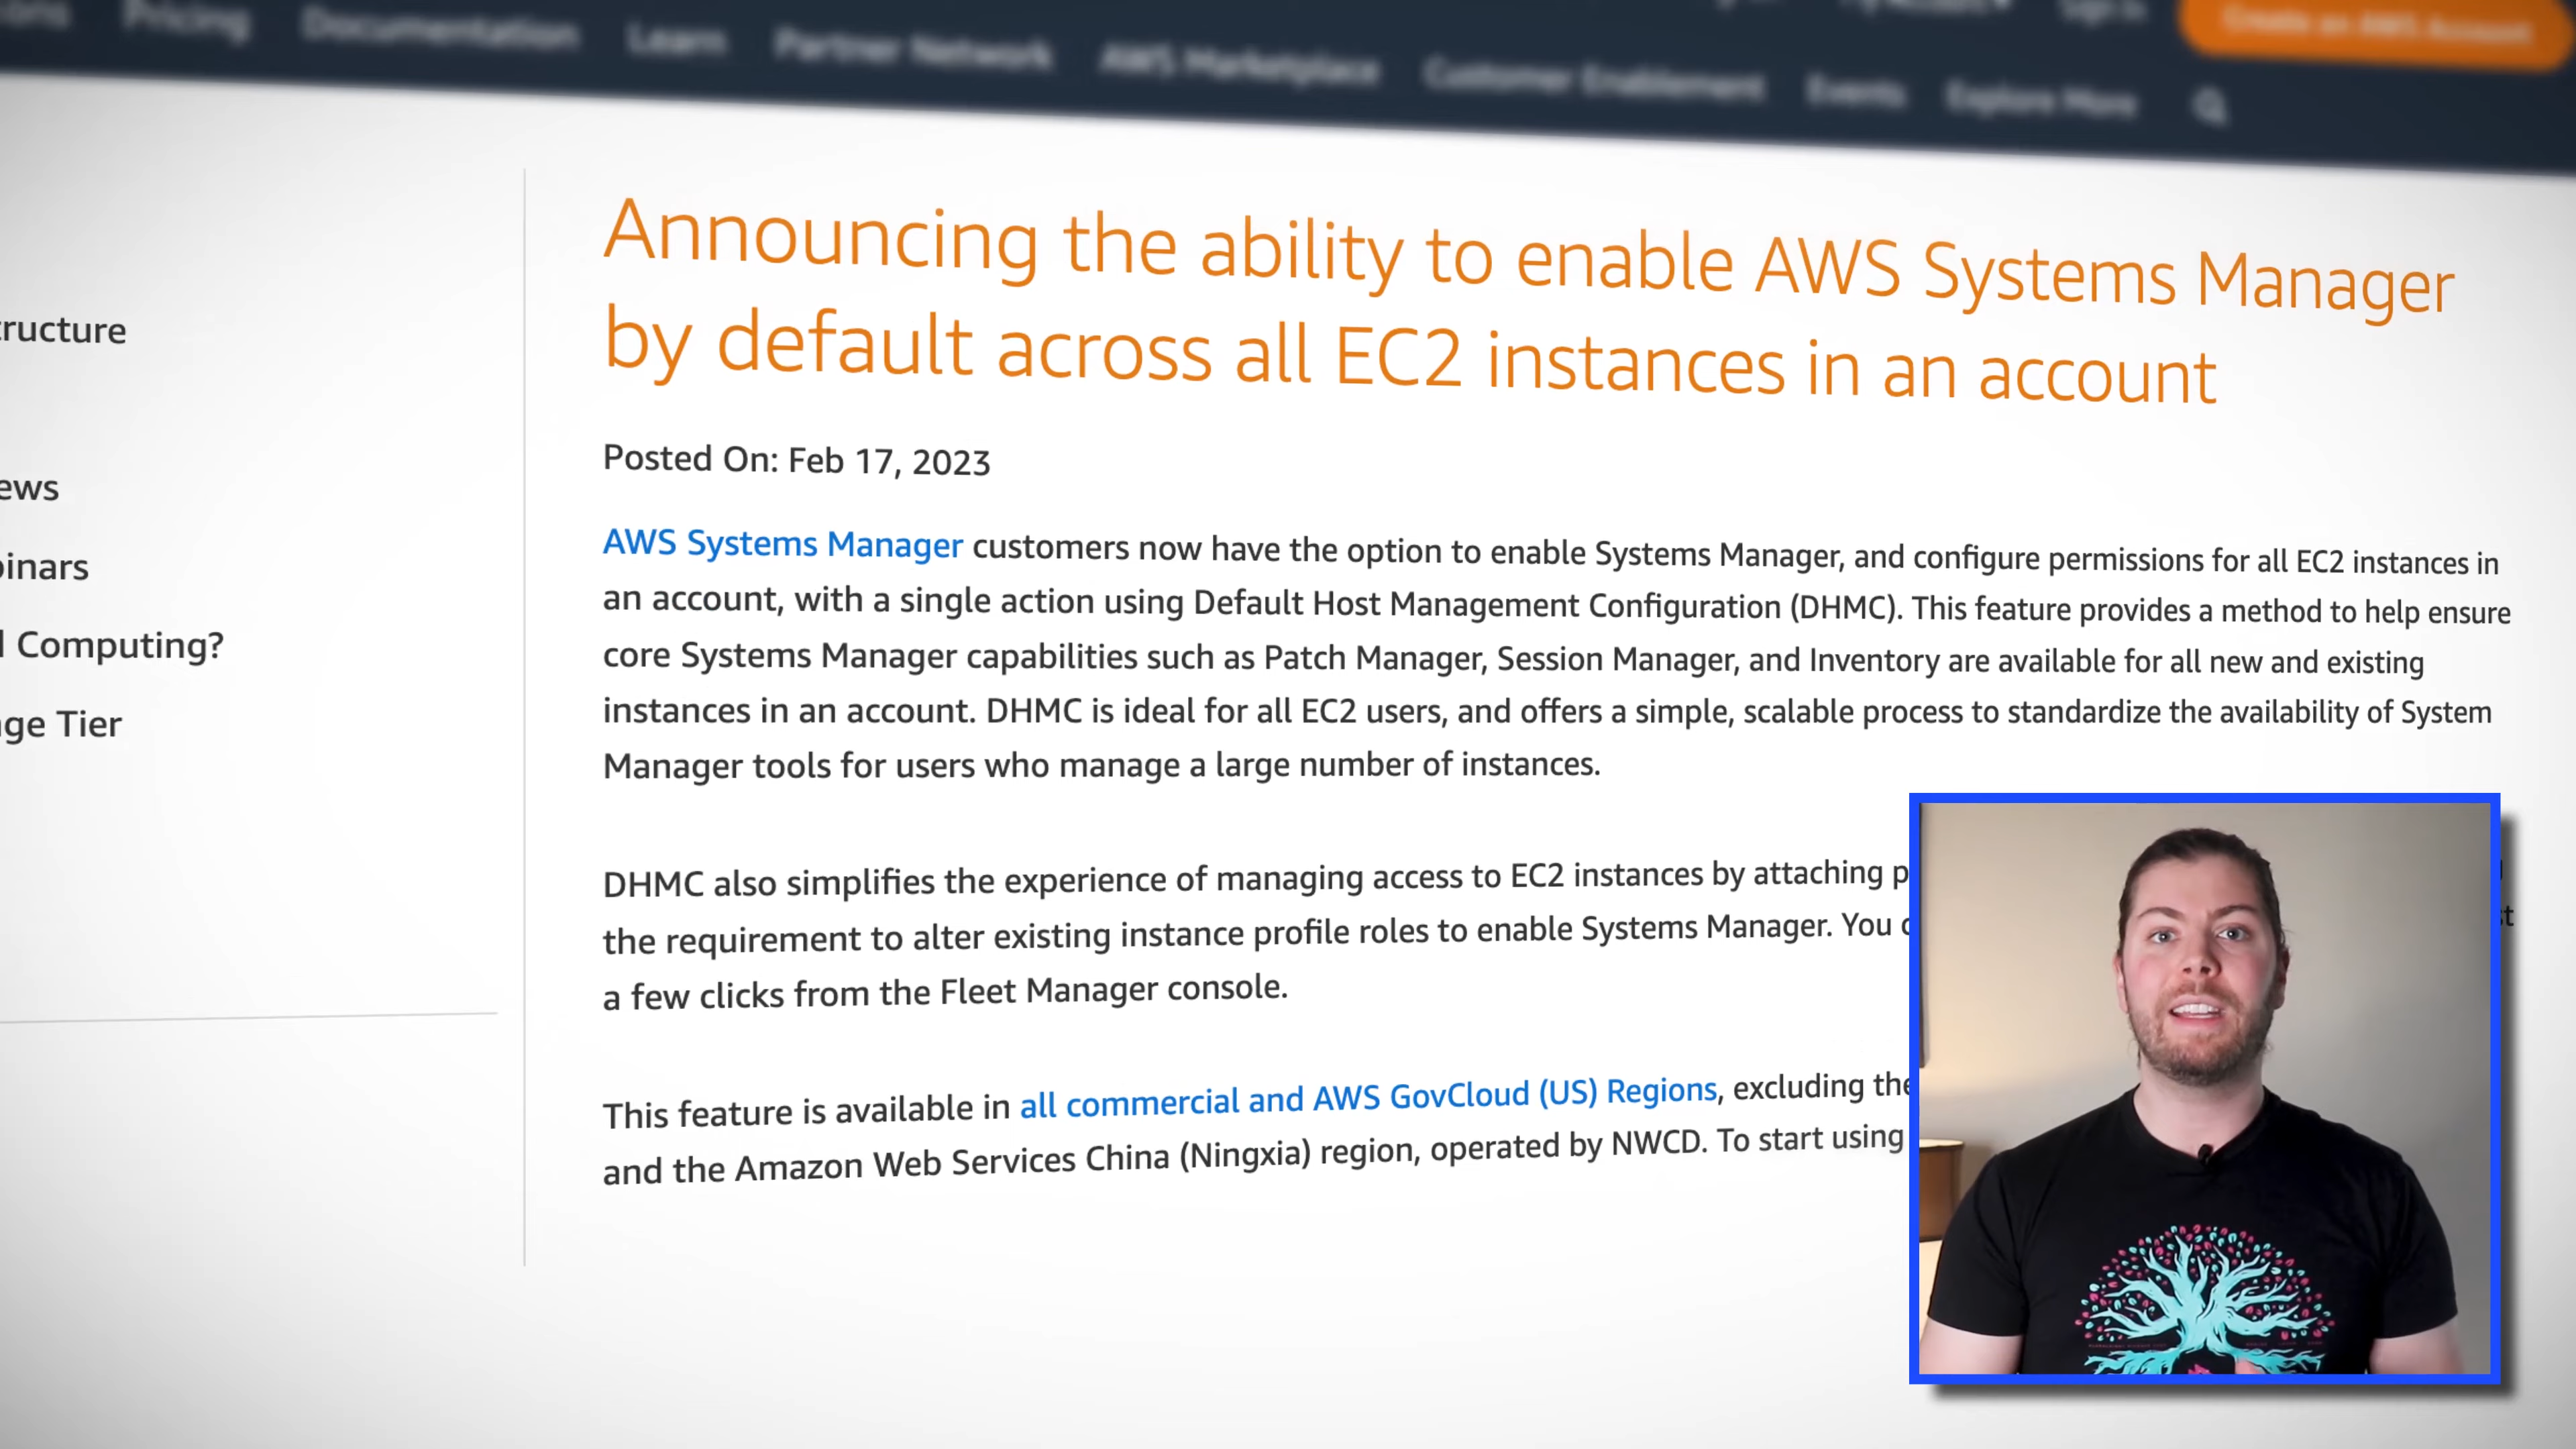 Pricing
Documentation
Learn
Partner Network
AWS Marketplace
Customer Enablement
Events
Explore More
Sign In
Create an AWS Account
ructure
ews
inars
Computing?
ge Tier
Announcing the ability to enable AWS Systems Manager
by default across all EC2 instances in an account
Posted On: Feb 17, 2023
AWS Systems Manager customers now have the option to enable Systems Manager, and configure permissions for all EC2 instances in
an account, with a single action using Default Host Management Configuration (DHMC). This feature provides a method to help ensure
core Systems Manager capabilities such as Patch Manager, Session Manager, and Inventory are available for all new and existing
instances in an account. DHMC is ideal for all EC2 users, and offers a simple, scalable process to standardize the availability of System
Manager tools for users who manage a large number of instances.
DHMC also simplifies the experience of managing access to EC2 instances by attaching p
the requirement to alter existing instance profile roles to enable Systems Manager. You
a few clicks from the Fleet Manager console.
This feature is available in all commercial and AWS GovCloud (US) Regions, excluding the
and the Amazon Web Services China (Ningxia) region, operated by NWCD. To start using